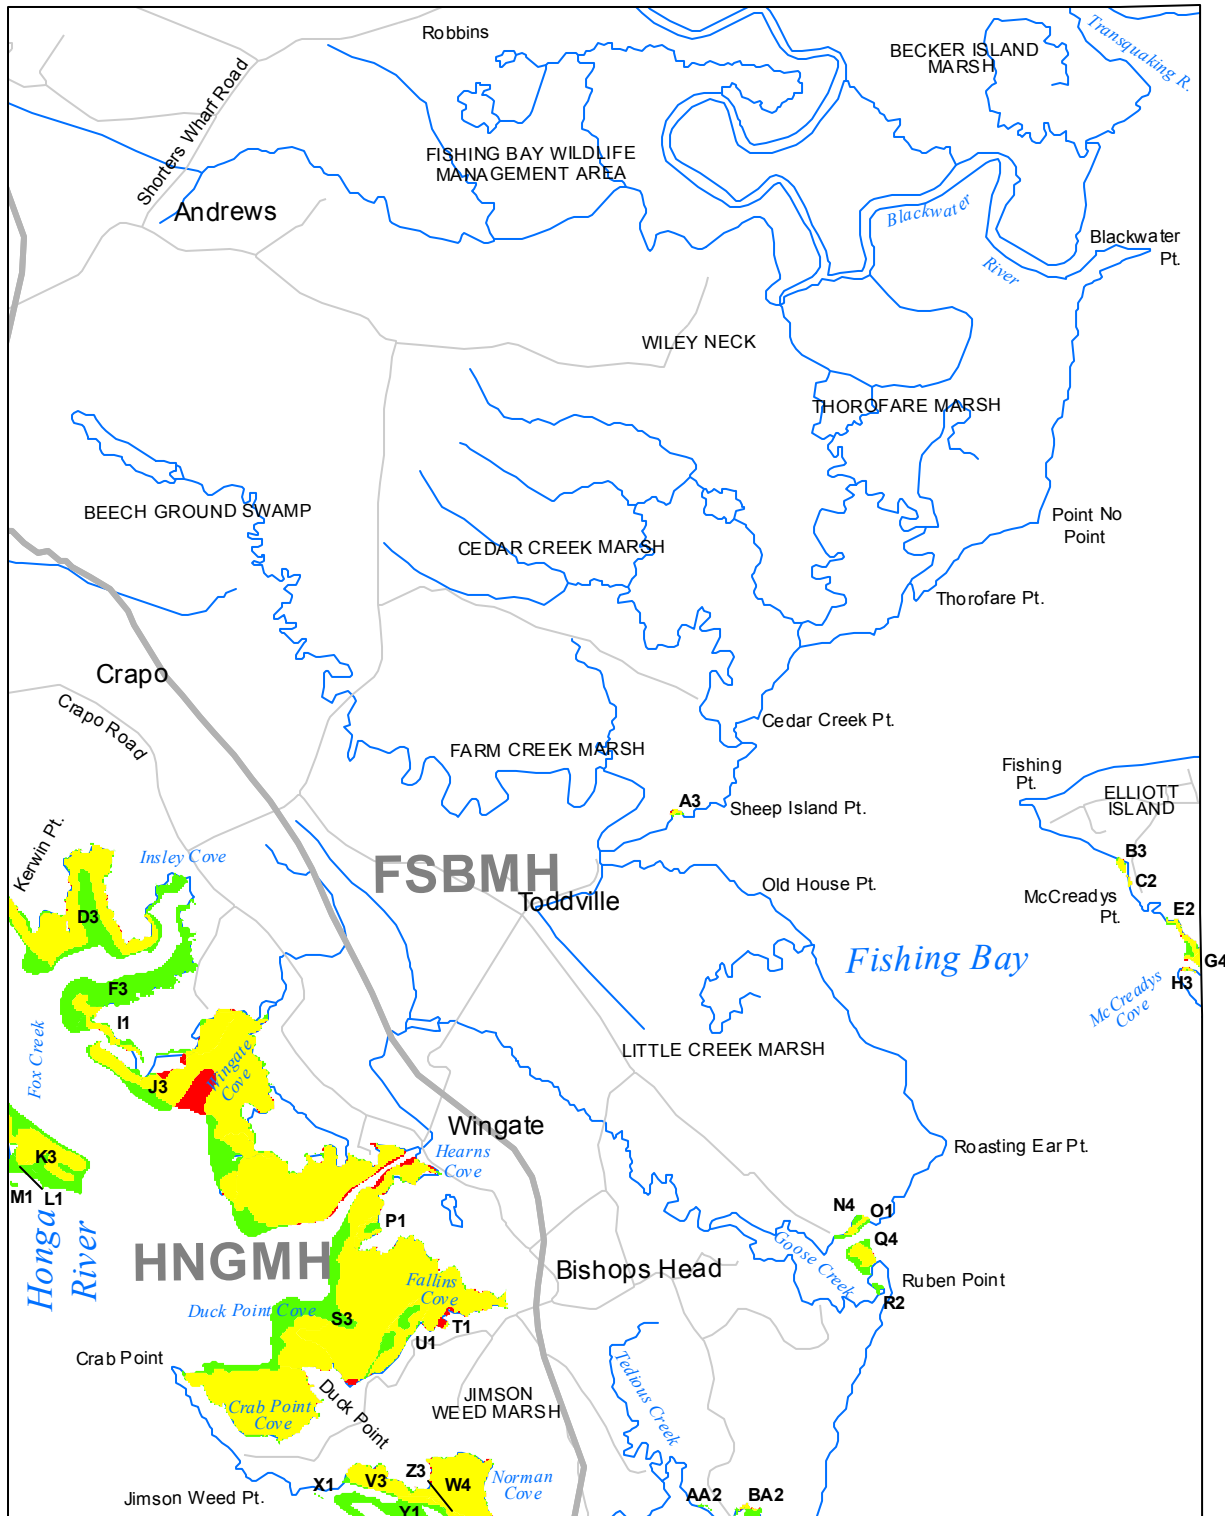 Robbins
BECKER ISLAND
MARSH
Transquaking R.
Shorters Wharf Road
FISHING BAY WILDLIFE
MANAGEMENT AREA
Andrews
Blackwater
River
Blackwater
Pt.
WILEY NECK
THOROFARE MARSH
BEECH GROUND SWAMP
CEDAR CREEK MARSH
Point No
Point
Thorofare Pt.
Crapo
Crapo Road
Cedar Creek Pt.
FARM CREEK MARSH
Fishing
Pt.
ELLIOTT
ISLAND
A3
Sheep Island Pt.
Kerwin Pt.
Insley Cove
B3
FSBMH
Old House Pt.
C2
McCreadys
Pt.
Toddville
E2
D3
Fishing Bay
G4
H3
F3
McCreadys
Cove
I1
Fox Creek
LITTLE CREEK MARSH
Wingate
Cove
J3
Wingate
Hearns
Cove
Roasting Ear Pt.
K3
M1
L1
Honga
River
P1
N4
O1
Q4
Goose Creek
HNGMH
Bishops Head
Ruben Point
R2
Fallins
Cove
Duck Point Cove
S3
T1
U1
Crab Point
Tedious Creek
Duck Point
JIMSON
WEED MARSH
Crab Point
Cove
Z3
X1
V3
W4
Norman
Cove
Jimson Weed Pt.
Y1
AA2
BA2